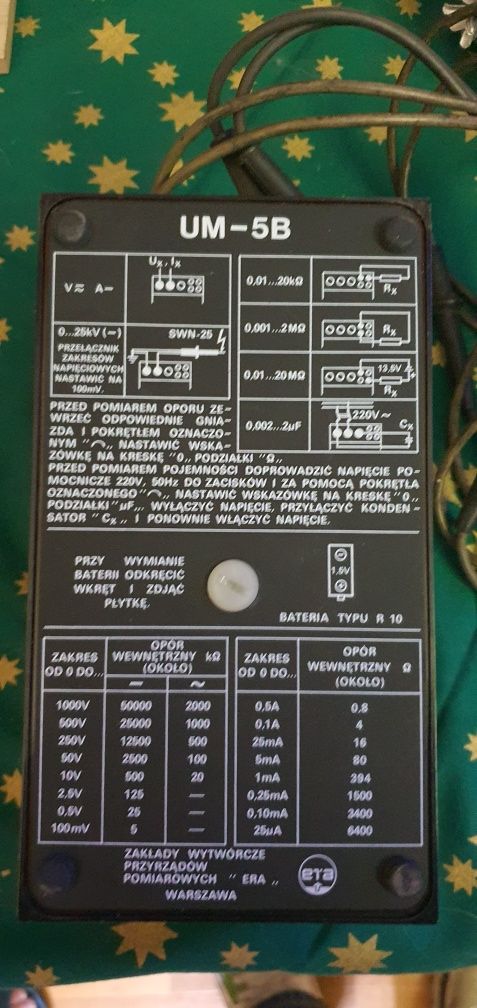 UM-5B
V≂ A⎓
Uₓ, Iₓ
0...25kV (−)
PRZEŁĄCZNIK
ZAKRESÓW
NAPIĘCIOWYCH
NASTAWIĆ NA
100mV.
SWN-25
0,01...20kΩ
Rₓ
0,001...2MΩ
Rₓ
0,01...20MΩ
13,5V
Rₓ
0,002...2µF
220V~
Cₓ
PRZED POMIAREM OPORU ZE-
WRZEĆ ODPOWIEDNIE GNIA-
ZDA I POKRĘTŁEM OZNACZO-
NYM "⌒„ NASTAWIĆ WSKA-
ZÓWKĘ NA KRESKĘ "0„ PODZIAŁKI "Ω„
PRZED POMIAREM POJEMNOŚCI DOPROWADZIĆ NAPIĘCIE PO-
MOCNICZE 220V, 50Hz DO ZACISKÓW I ZA POMOCĄ POKRĘTŁA
OZNACZONEGO "⌒„ NASTAWIĆ WSKAZÓWKĘ NA KRESKĘ "0„
PODZIAŁKI "µF„. WYŁĄCZYĆ NAPIĘCIE, PRZYŁĄCZYĆ KONDEN-
SATOR "Cₓ„ I PONOWNIE WŁĄCZYĆ NAPIĘCIE.
PRZY WYMIANIE
BATERII ODKRĘCIĆ
WKRĘT I ZDJĄĆ
PŁYTKĘ.
1,5V
BATERIA TYPU R 10
ZAKRES
OD 0 DO...
OPÓR
WEWNĘTRZNY kΩ
(OKOŁO)
— ~
1000V 50000 2000
500V 25000 1000
250V 12500 500
50V 2500 100
10V 500 20
2,5V 125 —
0,5V 25 —
100mV 5 —
ZAKRES
OD 0 DO...
OPÓR
WEWNĘTRZNY Ω
(OKOŁO)
0,5A 0,8
0,1A 4
25mA 16
5mA 80
1mA 394
0,25mA 1500
0,10mA 3400
25µA 6400
ZAKŁADY WYTWÓRCZE
PRZYRZĄDÓW
POMIAROWYCH "ERA„
WARSZAWA
era